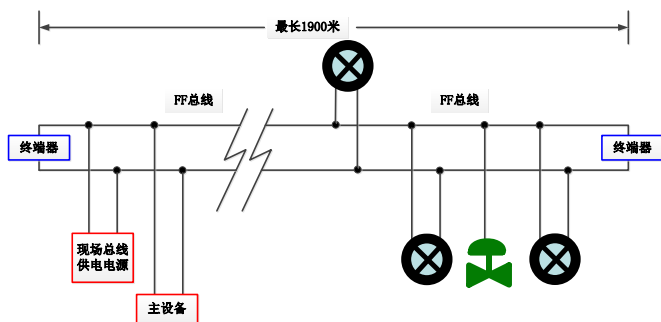 最长1900米
FF总线
FF总线
终端器
终端器
现场总线
供电电源
主设备